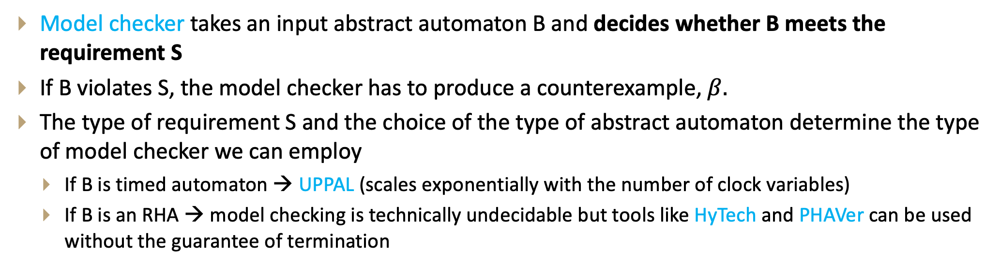 Model checker takes an input abstract automaton B and decides whether B meets the
requirement S
If B violates S, the model checker has to produce a counterexample, β.
The type of requirement S and the choice of the type of abstract automaton determine the type
of model checker we can employ
If B is timed automaton → UPPAL (scales exponentially with the number of clock variables)
If B is an RHA → model checking is technically undecidable but tools like HyTech and PHAVer can be used
without the guarantee of termination